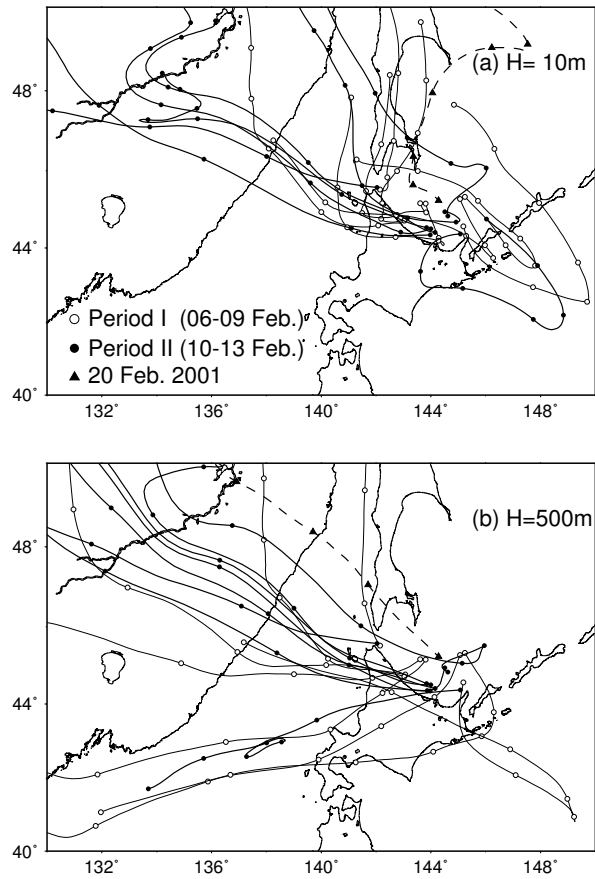 (a) H= 10m
48˚
44˚
Period I (06-09 Feb.)
Period II (10-13 Feb.)
20 Feb. 2001
40˚
132˚ 136˚ 140˚ 144˚ 148˚
(b) H=500m
48˚
44˚
40˚
132˚ 136˚ 140˚ 144˚ 148˚